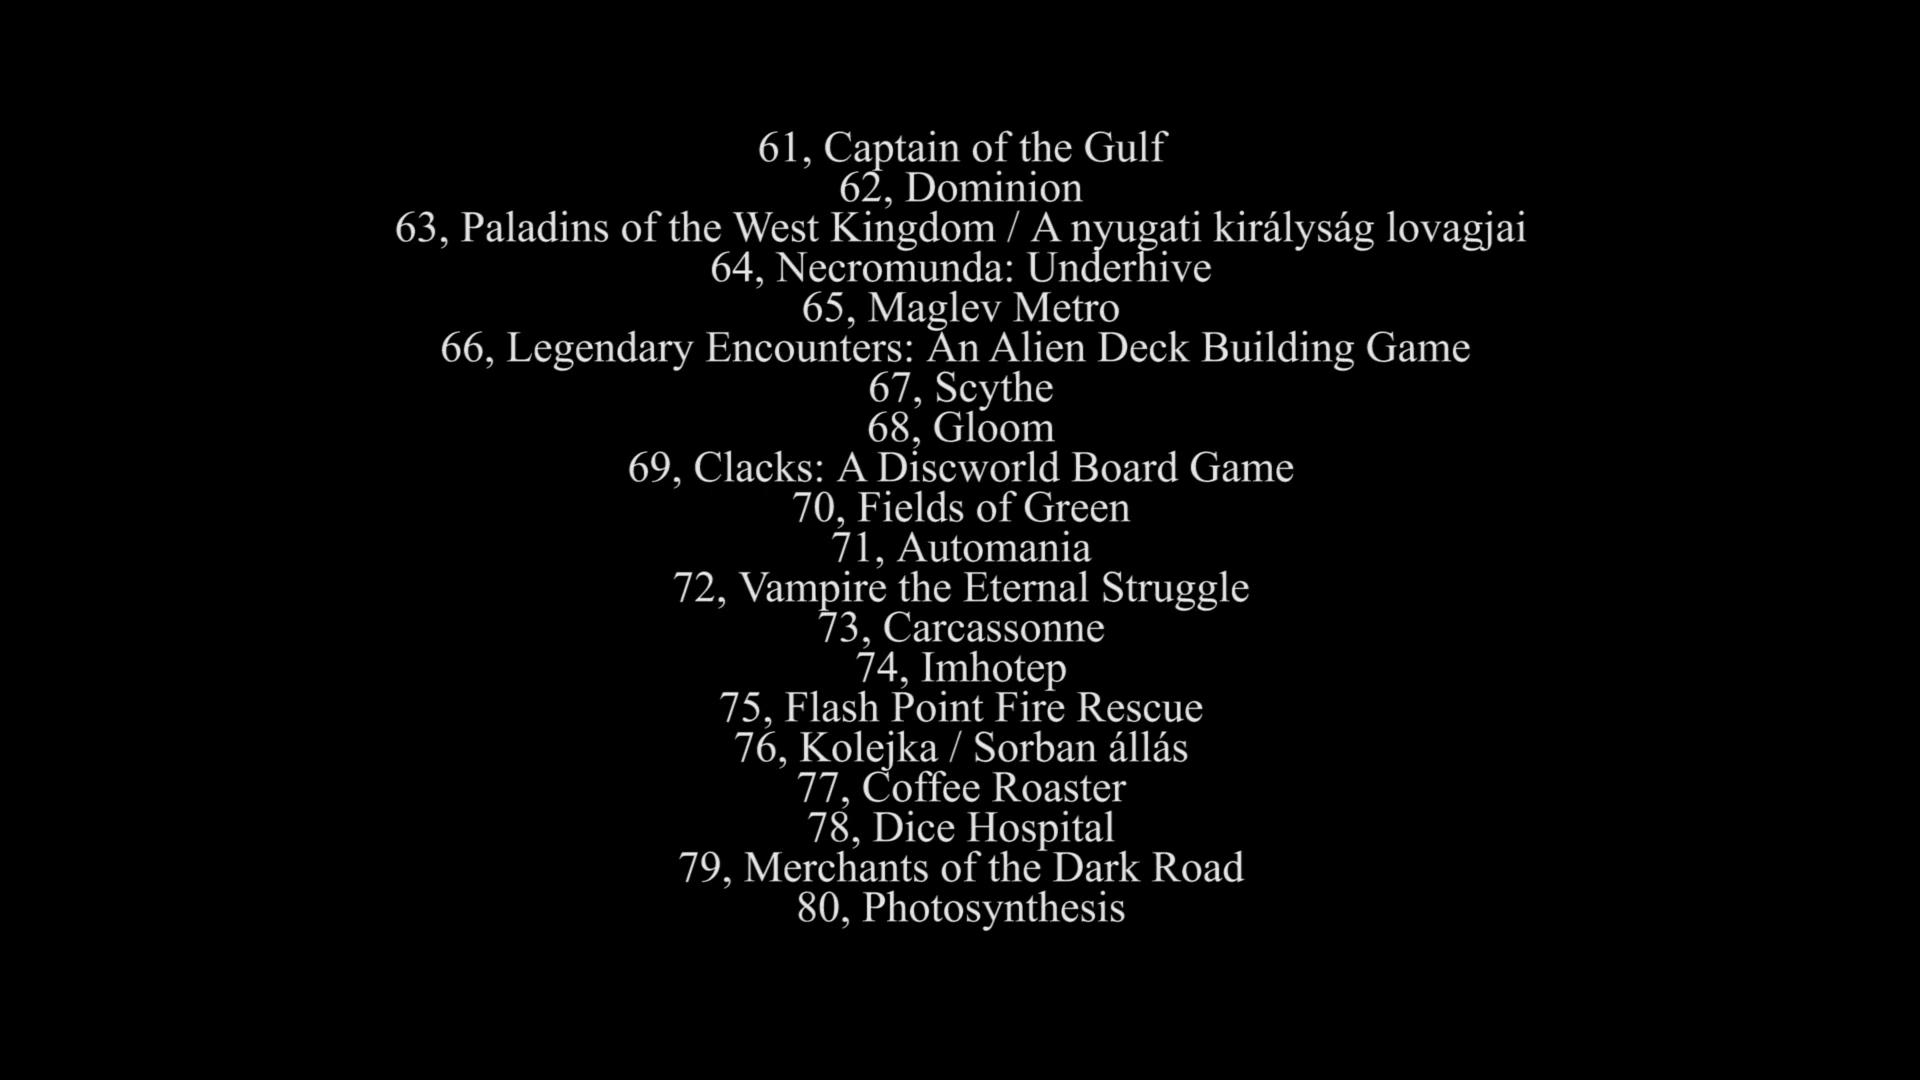 61, Captain of the Gulf
62, Dominion
63, Paladins of the West Kingdom / A nyugati királyság lovagjai
64, Necromunda: Underhive
65, Maglev Metro
66, Legendary Encounters: An Alien Deck Building Game
67, Scythe
68, Gloom
69, Clacks: A Discworld Board Game
70, Fields of Green
71, Automania
72, Vampire the Eternal Struggle
73, Carcassonne
74, Imhotep
75, Flash Point Fire Rescue
76, Kolejka / Sorban állás
77, Coffee Roaster
78, Dice Hospital
79, Merchants of the Dark Road
80, Photosynthesis